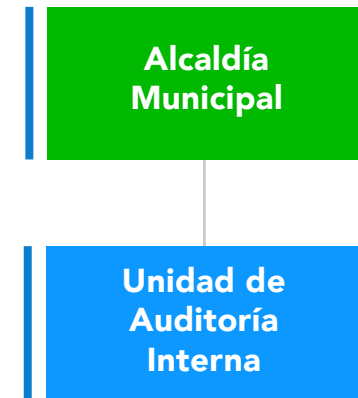 Alcaldía
Municipal
Unidad de
Auditoría
Interna